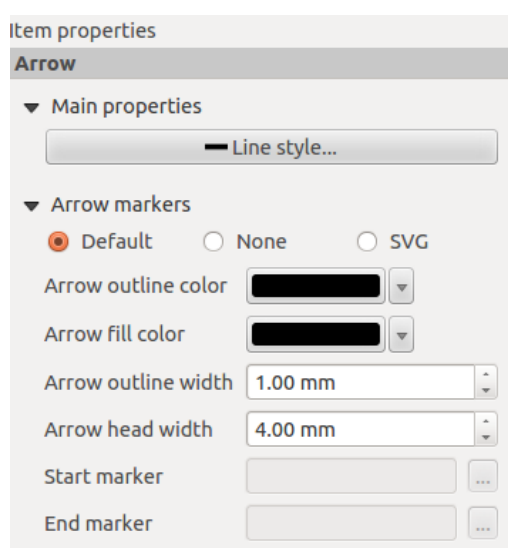 Item properties
Arrow
Main properties
Line style...
Arrow markers
Default None SVG
Arrow outline color
Arrow fill color
Arrow outline width 1.00 mm
Arrow head width 4.00 mm
Start marker ...
End marker ...